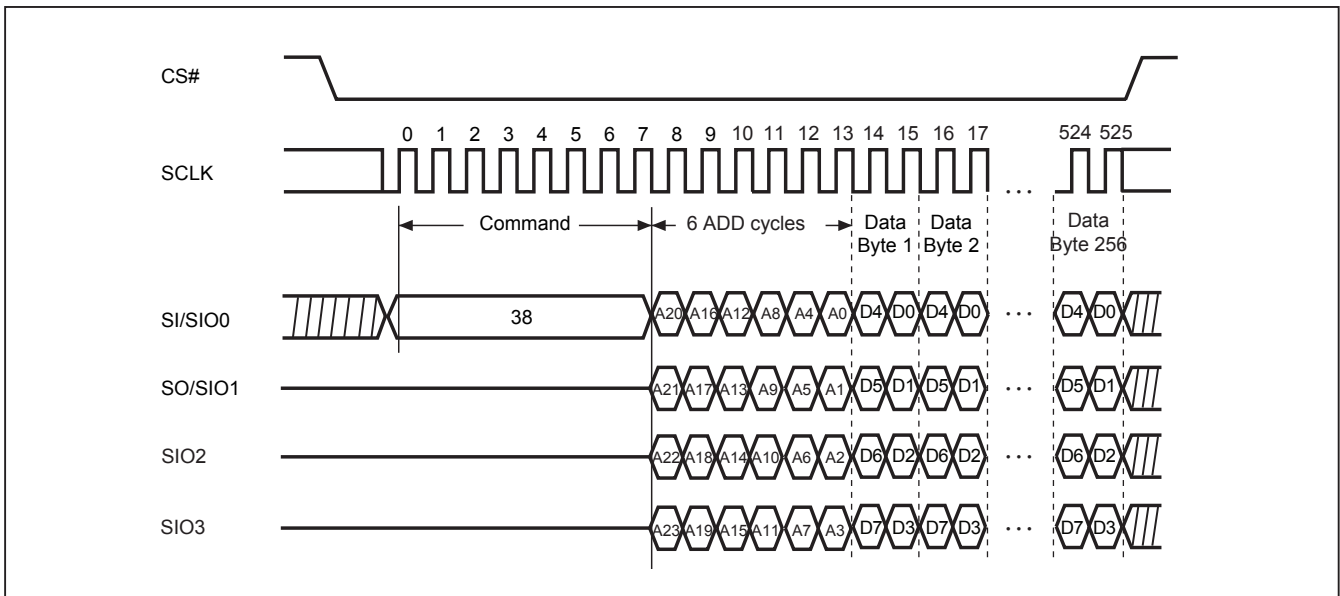 CS#
0 1 2 3 4 5 6 7 8 9 10 11 12 13 14 15 16 17 524 525
SCLK
...
Command 6 ADD cycles Data Byte 1 Data Byte 2 Data Byte 256
SI/SIO0 38 A20 A16 A12 A8 A4 A0 D4 D0 D4 D0 ... D4 D0
SO/SIO1 A21 A17 A13 A9 A5 A1 D5 D1 D5 D1 ... D5 D1
SIO2 A22 A18 A14 A10 A6 A2 D6 D2 D6 D2 ... D6 D2
SIO3 A23 A19 A15 A11 A7 A3 D7 D3 D7 D3 ... D7 D3